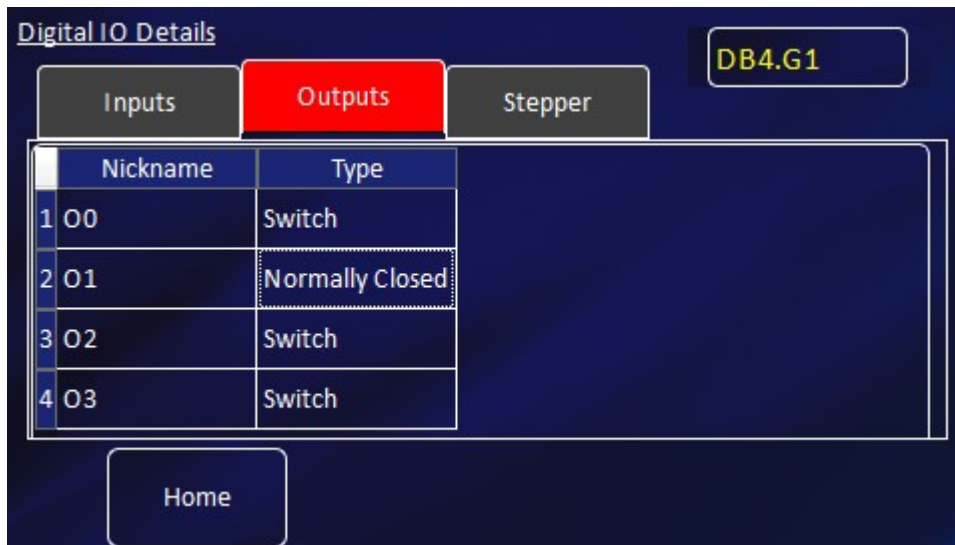 Digital IO Details
DB4.G1
Inputs Outputs Stepper
Nickname Type
1 O0 Switch
2 O1 Normally Closed
3 O2 Switch
4 O3 Switch
Home